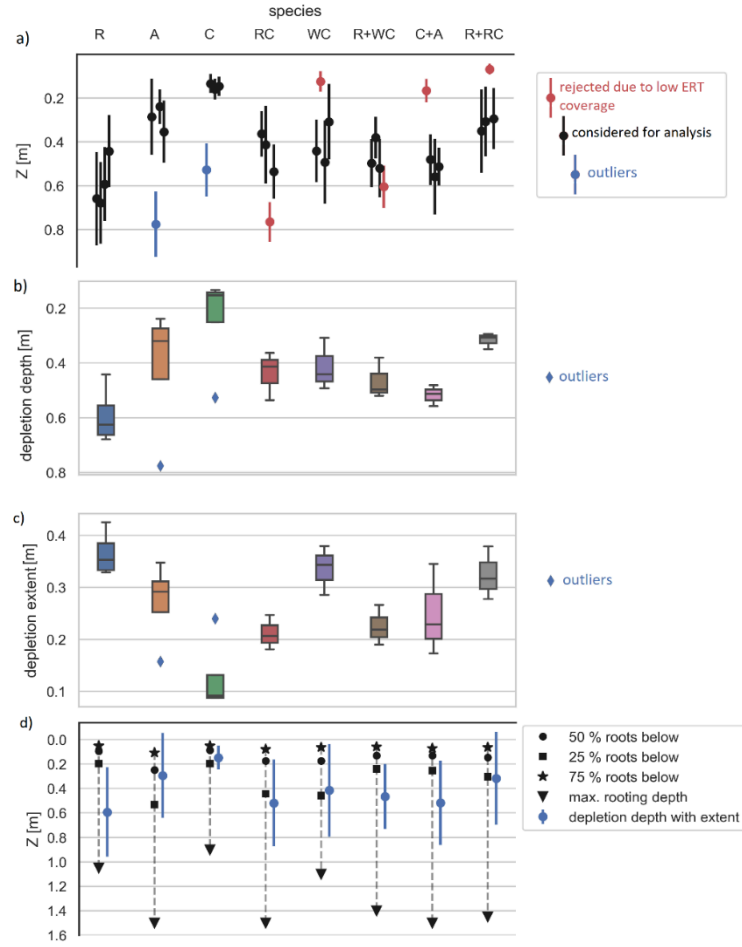 species
R A C RC WC R+WC C+A R+RC
a)
Z [m]
0.2
0.4
0.6
0.8
rejected due to low ERT
coverage
considered for analysis
outliers
b)
depletion depth [m]
0.2
0.4
0.6
0.8
outliers
c)
depletion extent [m]
0.4
0.3
0.2
0.1
outliers
d)
Z [m]
0.0
0.2
0.4
0.6
0.8
1.0
1.2
1.4
1.6
50 % roots below
25 % roots below
75 % roots below
max. rooting depth
depletion depth with extent